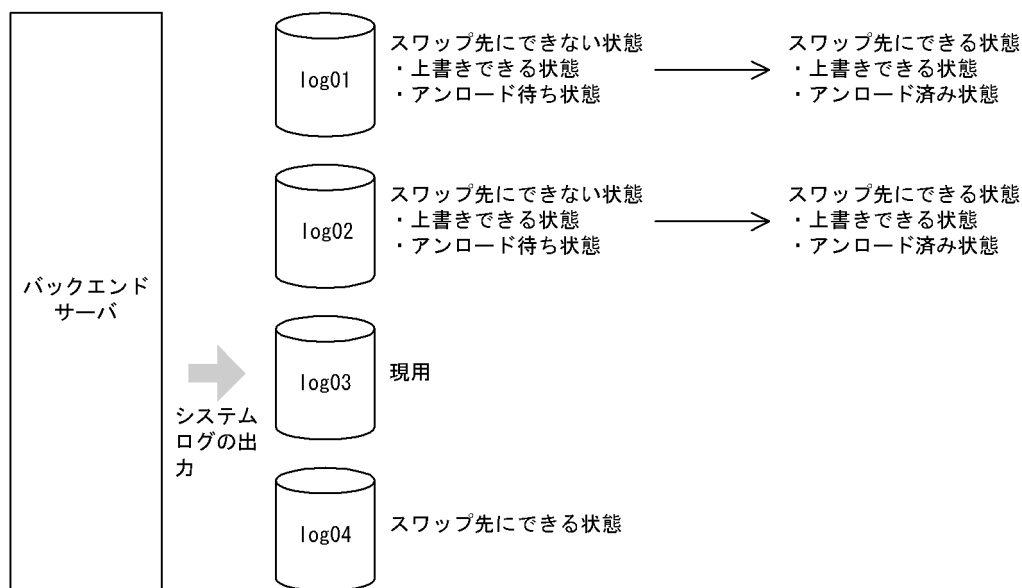 バックエンド
サーバ
システム
ログの出
力
log01
スワップ先にできない状態
・上書きできる状態
・アンロード待ち状態
スワップ先にできる状態
・上書きできる状態
・アンロード済み状態
log02
スワップ先にできない状態
・上書きできる状態
・アンロード待ち状態
スワップ先にできる状態
・上書きできる状態
・アンロード済み状態
log03
現用
log04
スワップ先にできる状態